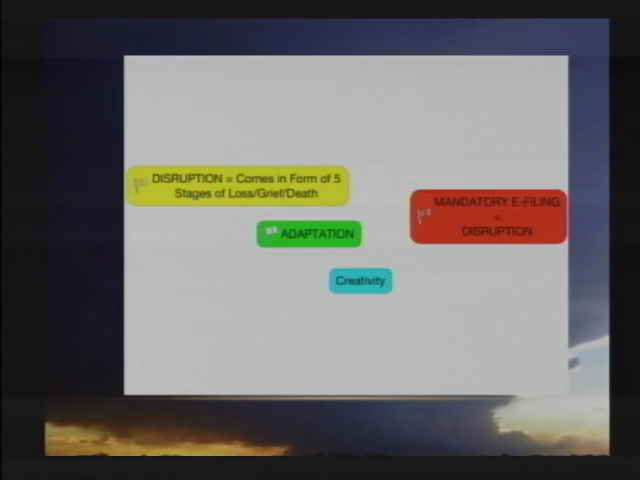 DISRUPTION = Comes in Form of 5
Stages of Loss/Grief/Death
MANDATORY E-FILING
=
DISRUPTION
ADAPTATION
Creativity